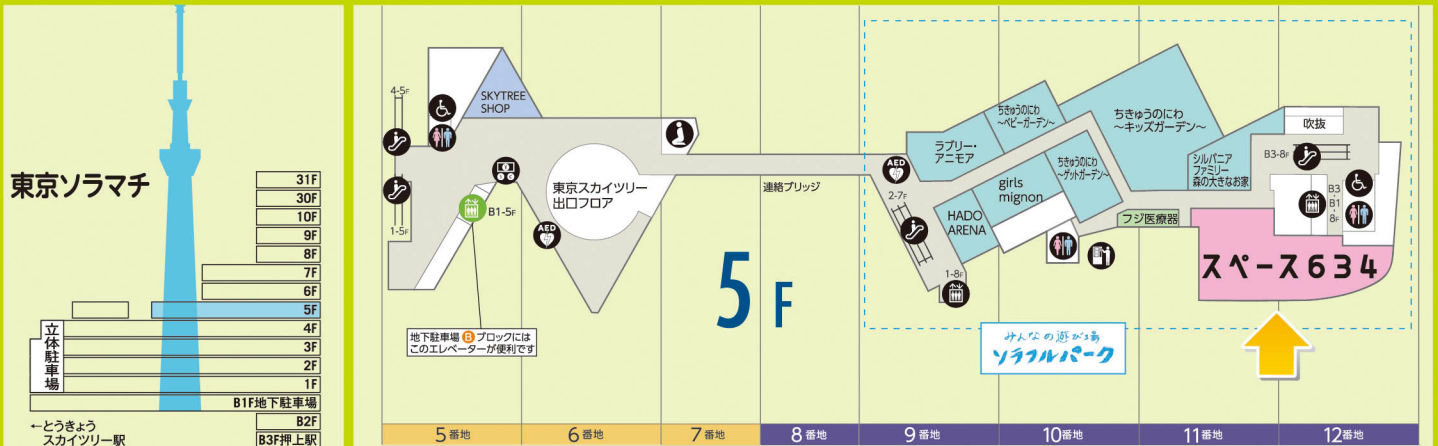 東京ソラマチ
31F
30F
10F
9F
8F
7F
6F
5F
4F
3F
2F
1F
立体駐車場
B1F地下駐車場
B2F
B3F押上駅
←とうきょう
スカイツリー駅
4-5F
SKYTREE
SHOP
1-5F
B1-5F
AED
東京スカイツリー
出口フロア
地下駐車場 B ブロックには
このエレベーターが便利です
連絡ブリッジ
5F
AED
2-7F
1-8F
ラブリー・
アニモア
ちきゅうのにわ
～ベビーガーデン～
ちきゅうのにわ
～キッズガーデン～
ちきゅうのにわ
～ゲットガーデン～
girls
mignon
HADO
ARENA
シルバニア
ファミリー
森の大きなお家
吹抜
B3-8F
B3
・
B1
-
8F
フジ医療器
スペース634
みんなの遊び場
ソラフルパーク
5番地
6番地
7番地
8番地
9番地
10番地
11番地
12番地